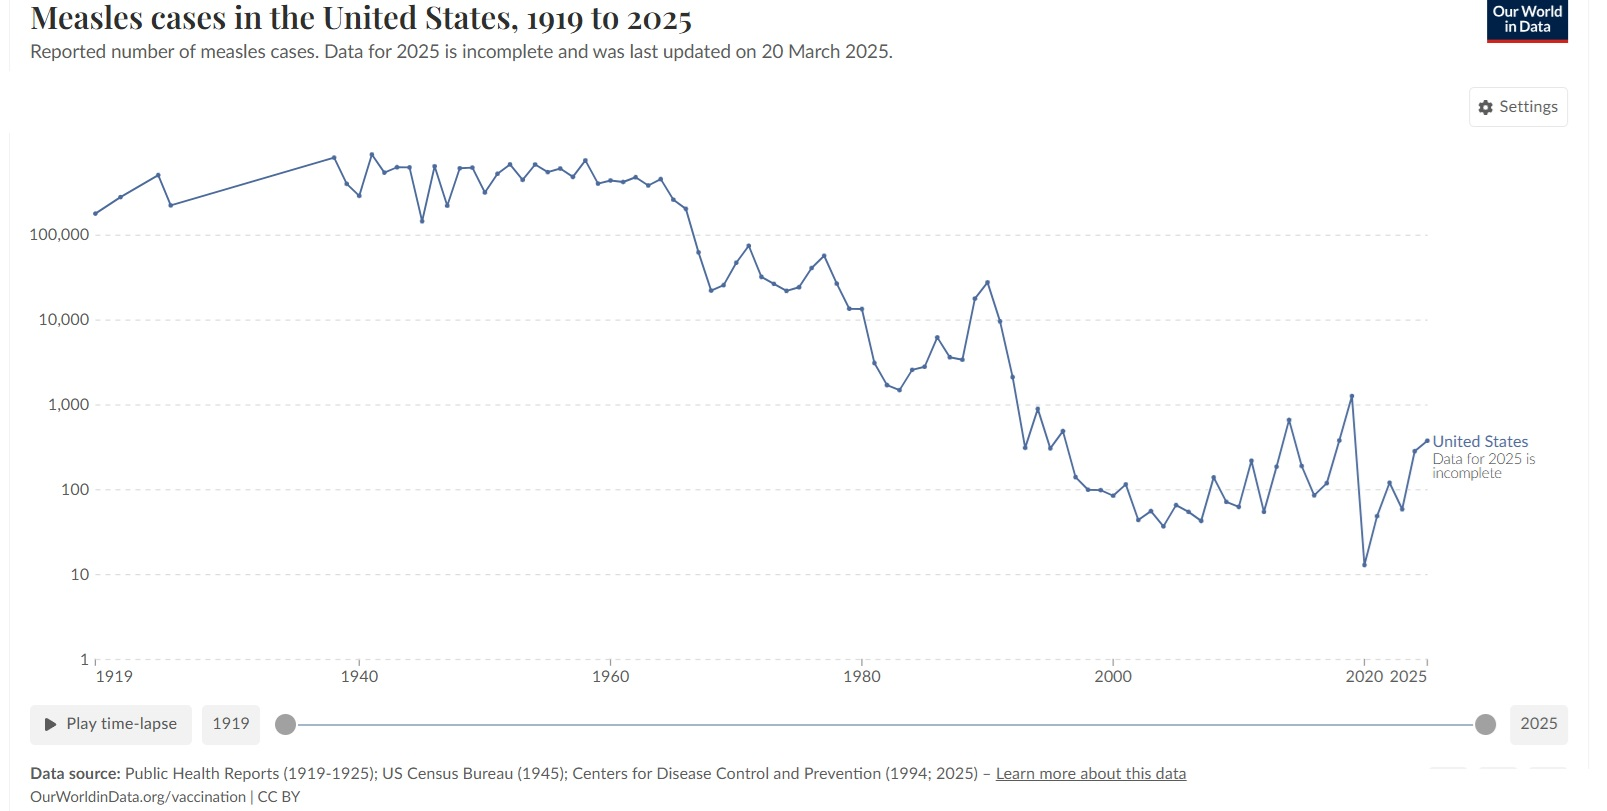 Measles cases in the United States, 1919 to 2025
Reported number of measles cases. Data for 2025 is incomplete and was last updated on 20 March 2025.
Our World
in Data
Settings
100,000
10,000
1,000
100
10
1
United States
Data for 2025 is
incomplete
1919 1940 1960 1980 2000 2020 2025
Play time-lapse 1919 2025
Data source: Public Health Reports (1919-1925); US Census Bureau (1945); Centers for Disease Control and Prevention (1994; 2025) – Learn more about this data
OurWorldinData.org/vaccination | CC BY